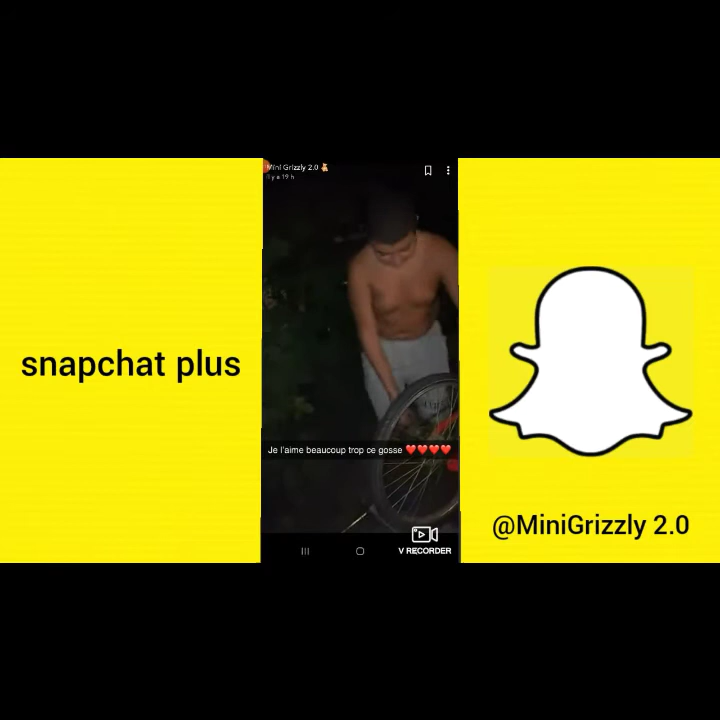 Mini Grizzly 2.0 🧸
Il y a 19 h
snapchat plus
Je l'aime beaucoup trop ce gosse ❤️❤️❤️❤️
@MiniGrizzly 2.0
V RECORDER